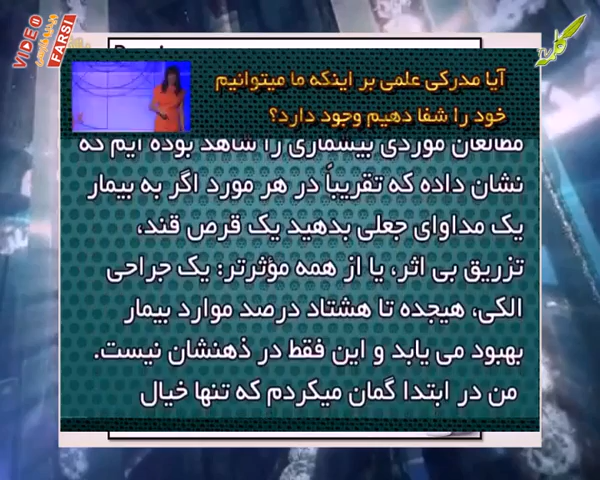 VIDEO
FARSI
آیا مدرکی علمی بر اینکه ما میتوانیم
خود را شفا دهیم وجود دارد؟
مطالعات موردی بیشماری را شاهد بوده ایم که
نشان داده که تقریباً در هر مورد اگر به بیمار
یک مداوای جعلی بدهید یک قرص قند،
تزریق بی اثر، یا از همه مؤثرتر: یک جراحی
الکی، هیجده تا هشتاد درصد موارد بیمار
بهبود می یابد و این فقط در ذهنشان نیست.
من در ابتدا گمان میکردم که تنها خیال